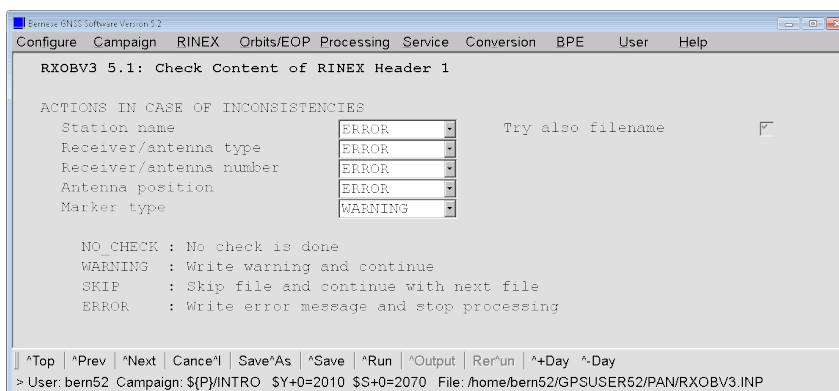 Bernese GNSS Software Version 5.2
Configure Campaign RINEX Orbits/EOP Processing Service Conversion BPE User Help
RXOBV3 5.1: Check Content of RINEX Header 1
ACTIONS IN CASE OF INCONSISTENCIES
Station name ERROR Try also filename
Receiver/antenna type ERROR
Receiver/antenna number ERROR
Antenna position ERROR
Marker type WARNING
NO_CHECK : No check is done
WARNING : Write warning and continue
SKIP : Skip file and continue with next file
ERROR : Write error message and stop processing
^Top | ^Prev | ^Next | Cance^l | Save^As | ^Save | ^Run | ^Output | Rer^un | ^+Day ^-Day
> User: bern52 Campaign: ${P}/INTRO $Y+0=2010 $S+0=2070 File: /home/bern52/GPSUSER52/PAN/RXOBV3.INP